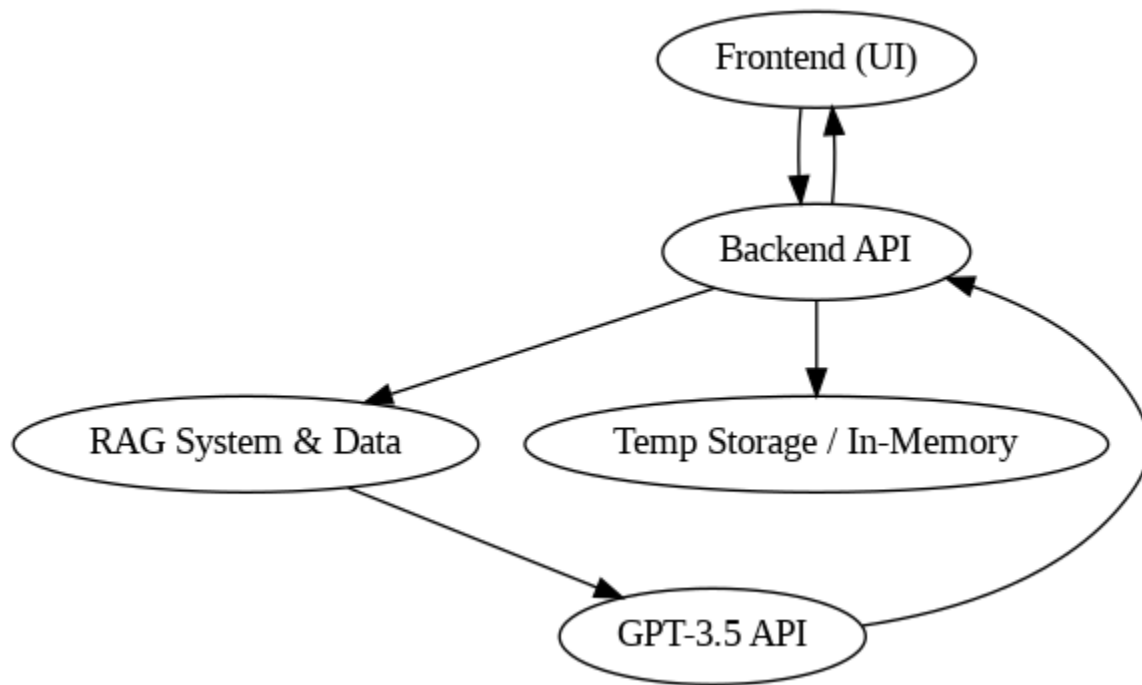 Frontend (UI)
Backend API
RAG System & Data
Temp Storage / In-Memory
GPT-3.5 API